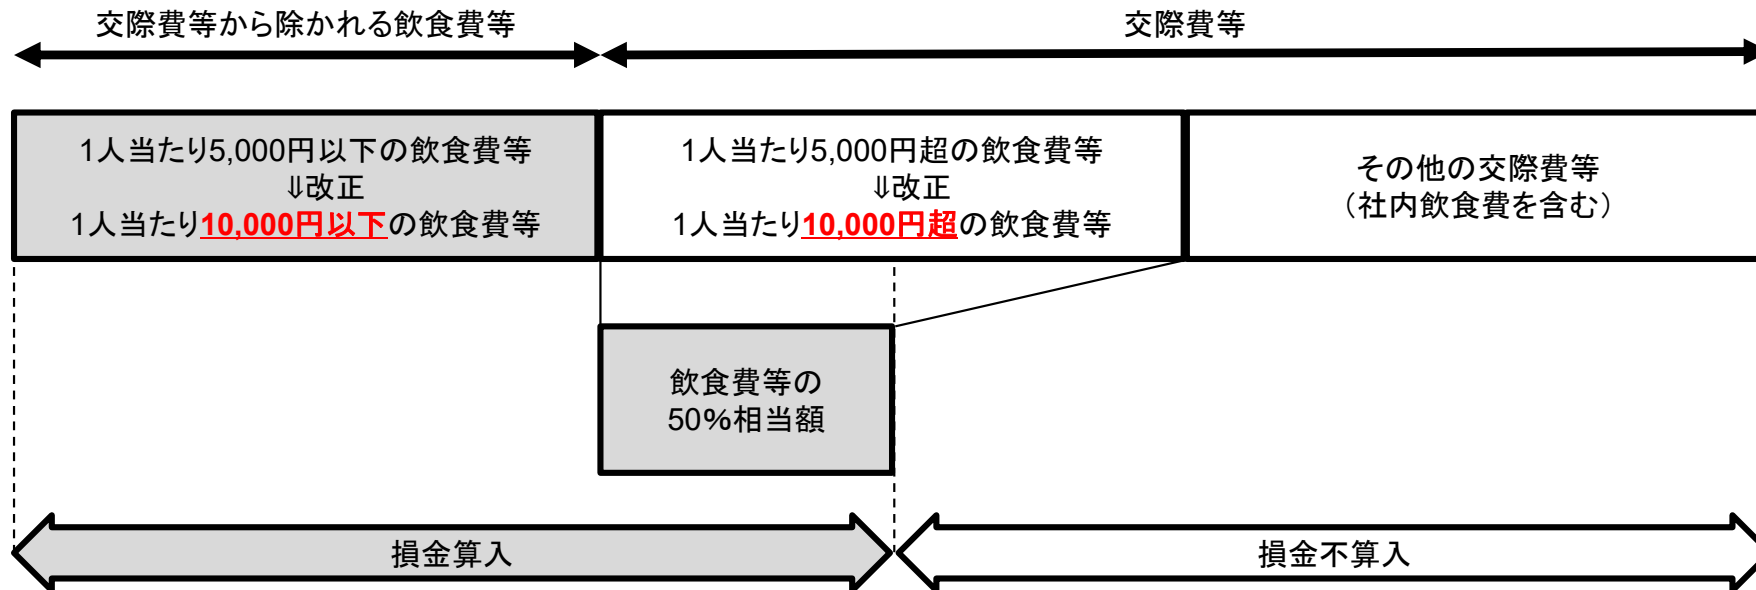 交際費等から除かれる飲食費等
交際費等
1人当たり5,000円以下の飲食費等
⇓改正
1人当たり10,000円以下の飲食費等
1人当たり5,000円超の飲食費等
⇓改正
1人当たり10,000円超の飲食費等
その他の交際費等
（社内飲食費を含む）
飲食費等の
50%相当額
損金算入
損金不算入